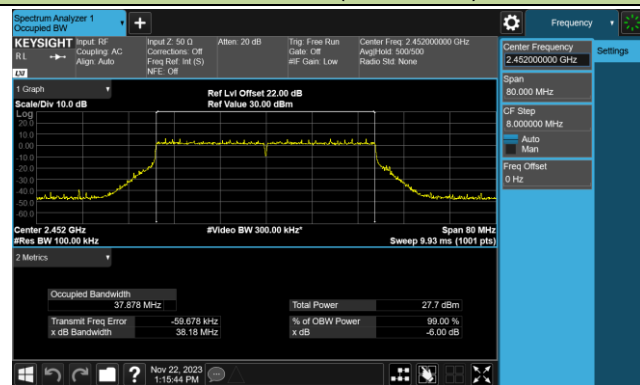 Spectrum Analyzer 1
Occupied BW
Frequency
KEYSIGHT
Input: RF
Input Z: 50 Ω
Atten: 20 dB
Trig: Free Run
Center Freq: 2.452000000 GHz
RL
Coupling: AC
Corrections: Off
Gate: Off
Avg|Hold: 500/500
Align: Auto
Freq Ref: Int (S)
#IF Gain: Low
Radio Std: None
NFE: Off
LXI
1 Graph
Ref Lvl Offset 22.00 dB
Scale/Div 10.0 dB
Ref Value 30.00 dBm
Log
20.0
10.0
0.00
-10.0
-20.0
-30.0
-40.0
-50.0
-60.0
Center 2.452 GHz
#Video BW 300.00 kHz*
Span 80 MHz
#Res BW 100.00 kHz
Sweep 9.93 ms (1001 pts)
2 Metrics
Occupied Bandwidth
37.878 MHz
Total Power
27.7 dBm
Transmit Freq Error
-59.678 kHz
% of OBW Power
99.00 %
x dB Bandwidth
38.18 MHz
x dB
-6.00 dB
Nov 22, 2023
1:15:44 PM
Center Frequency
2.452000000 GHz
Settings
Span
80.000 MHz
CF Step
8.000000 MHz
Auto
Man
Freq Offset
0 Hz